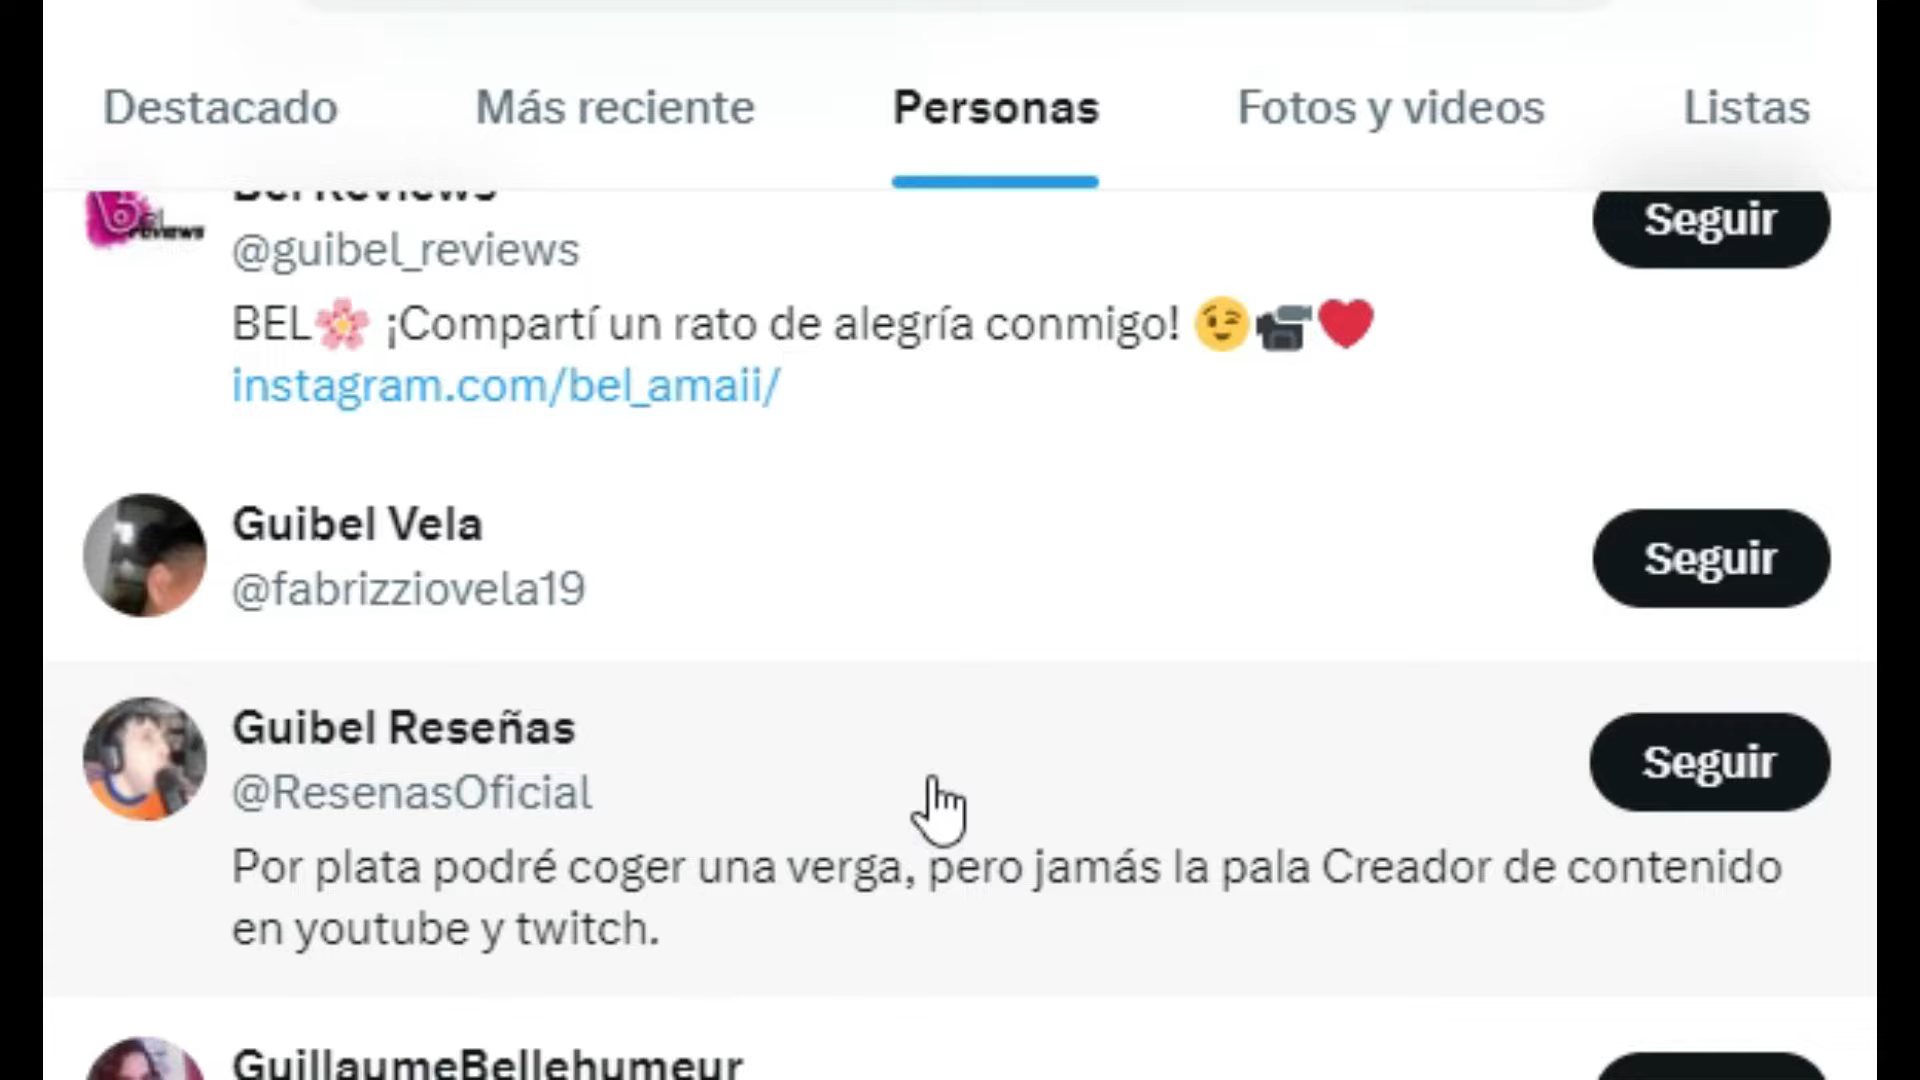 Destacado
Más reciente
Personas
Fotos y videos
Listas
Bel Reviews
@guibel_reviews
Seguir
BEL🌸 ¡Compartí un rato de alegría conmigo! 😉📹❤️
instagram.com/bel_amaii/
Guibel Vela
@fabrizziovela19
Seguir
Guibel Reseñas
@ResenasOficial
Seguir
Por plata podré coger una verga, pero jamás la pala Creador de contenido
en youtube y twitch.
GuillaumeBellehumeur